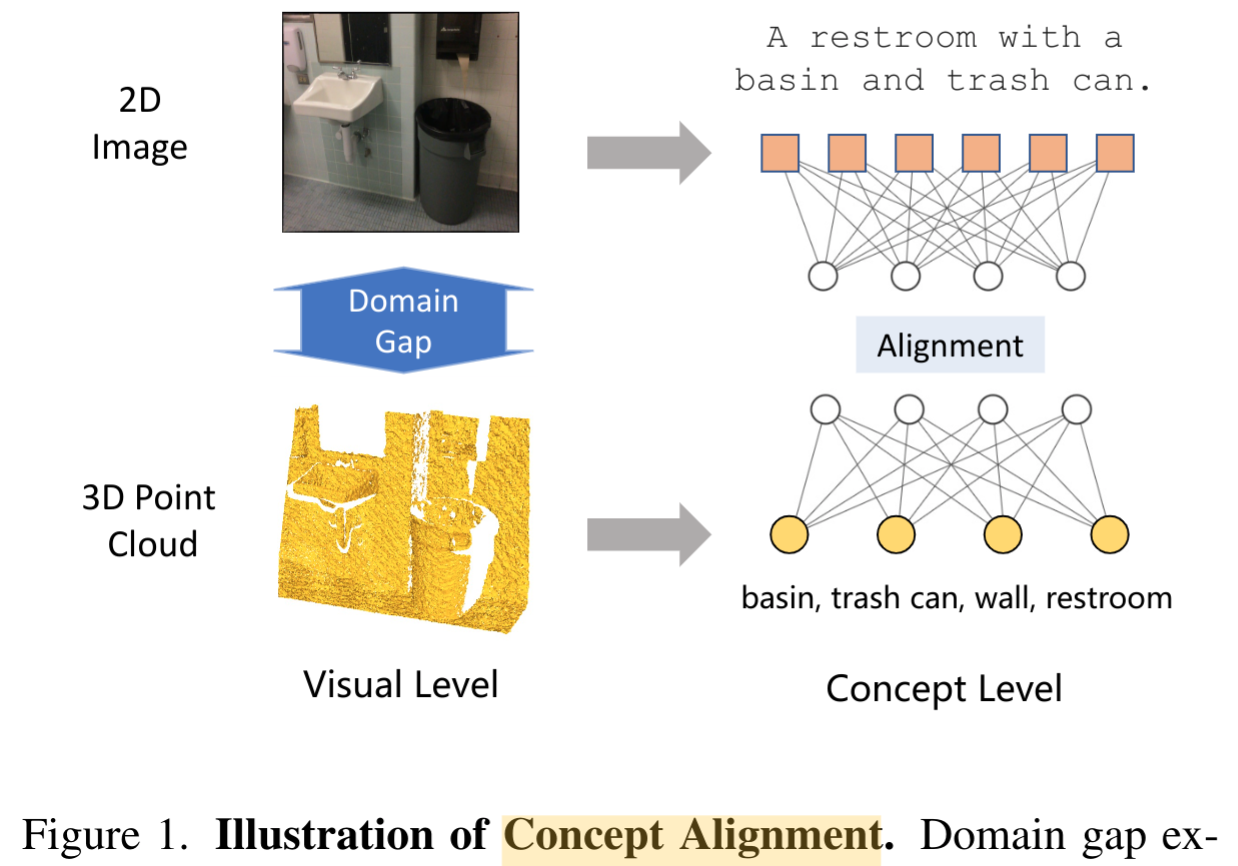 2D
Image
A restroom with a
basin and trash can.
Domain
Gap
Alignment
3D Point
Cloud
basin, trash can, wall, restroom
Visual Level
Concept Level
Figure 1. Illustration of Concept Alignment. Domain gap ex-